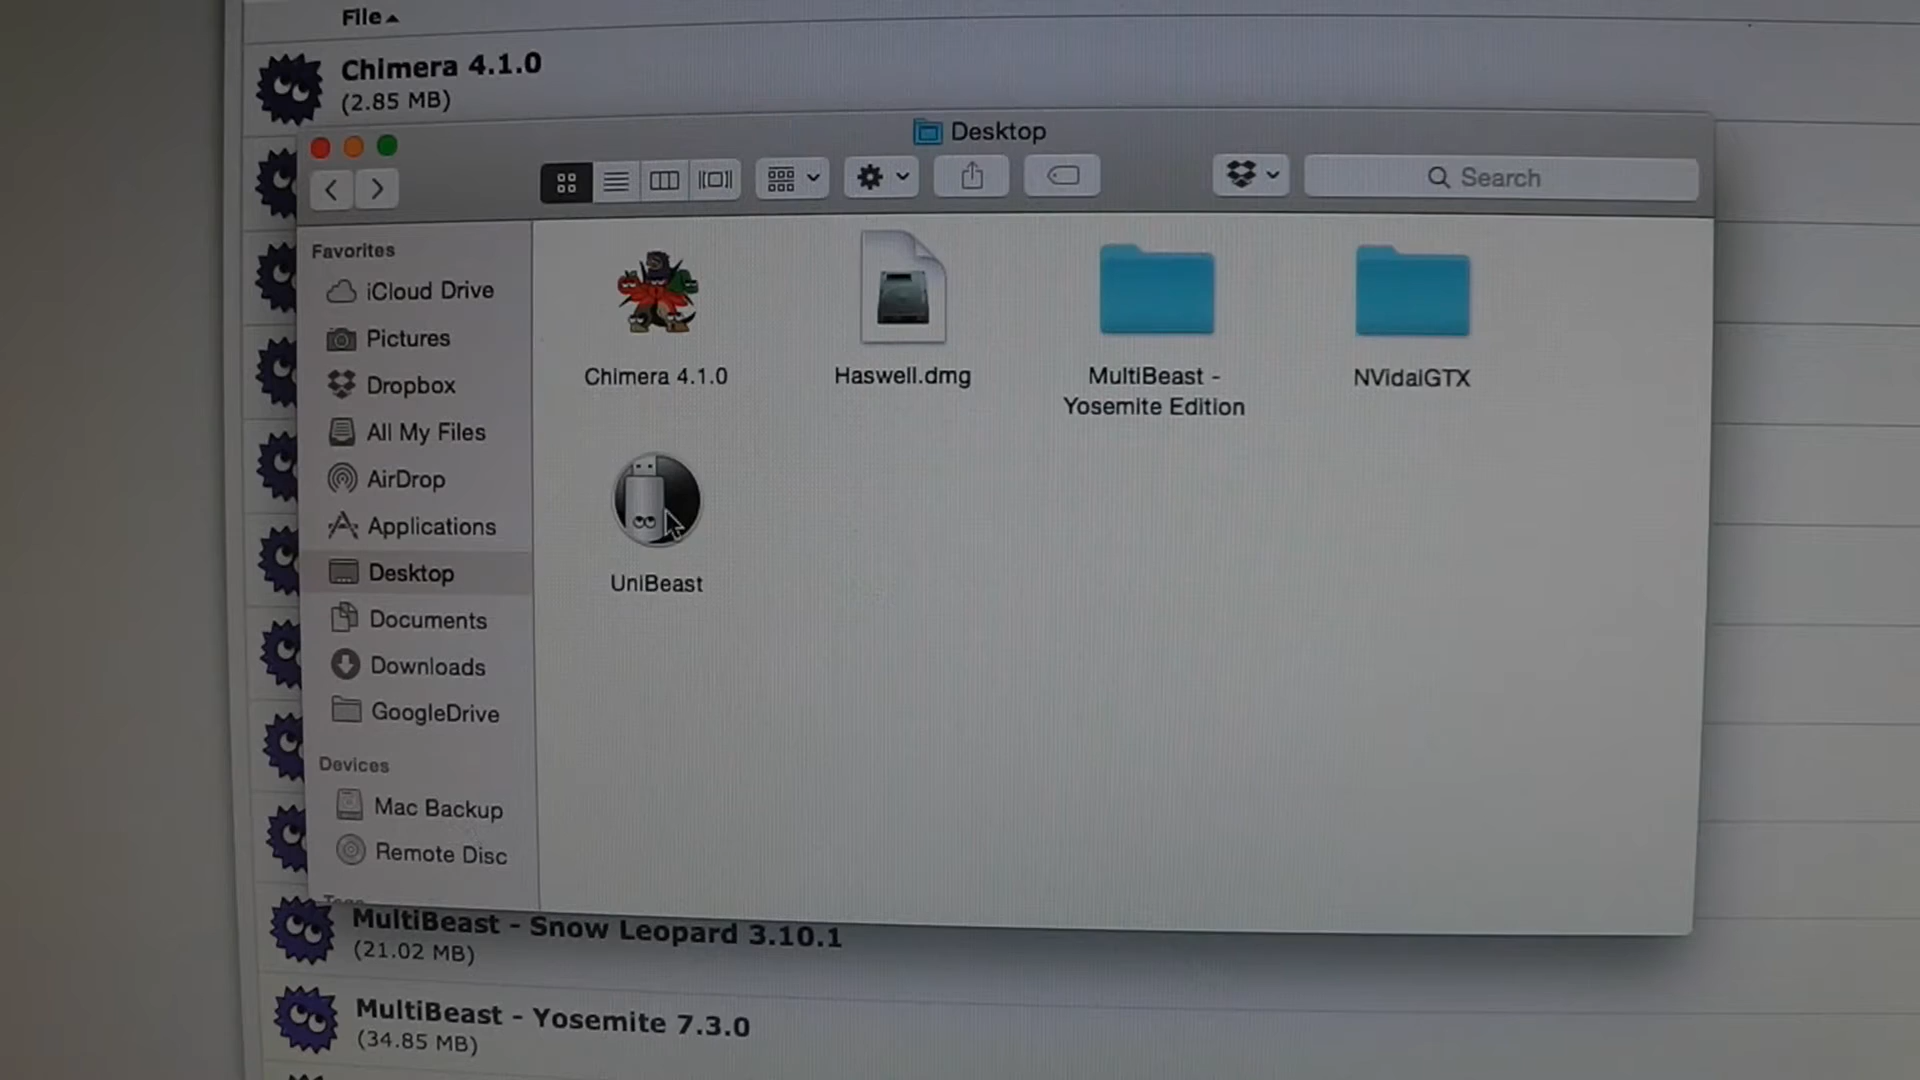 File
Chimera 4.1.0
(2.85 MB)
Desktop
Search
Favorites
iCloud Drive
Pictures
Dropbox
All My Files
AirDrop
Applications
Desktop
Documents
Downloads
GoogleDrive
Devices
Mac Backup
Remote Disc
Tags
Chimera 4.1.0
Haswell.dmg
MultiBeast -
Yosemite Edition
NVidaiGTX
UniBeast
MultiBeast - Snow Leopard 3.10.1
(21.02 MB)
MultiBeast - Yosemite 7.3.0
(34.85 MB)